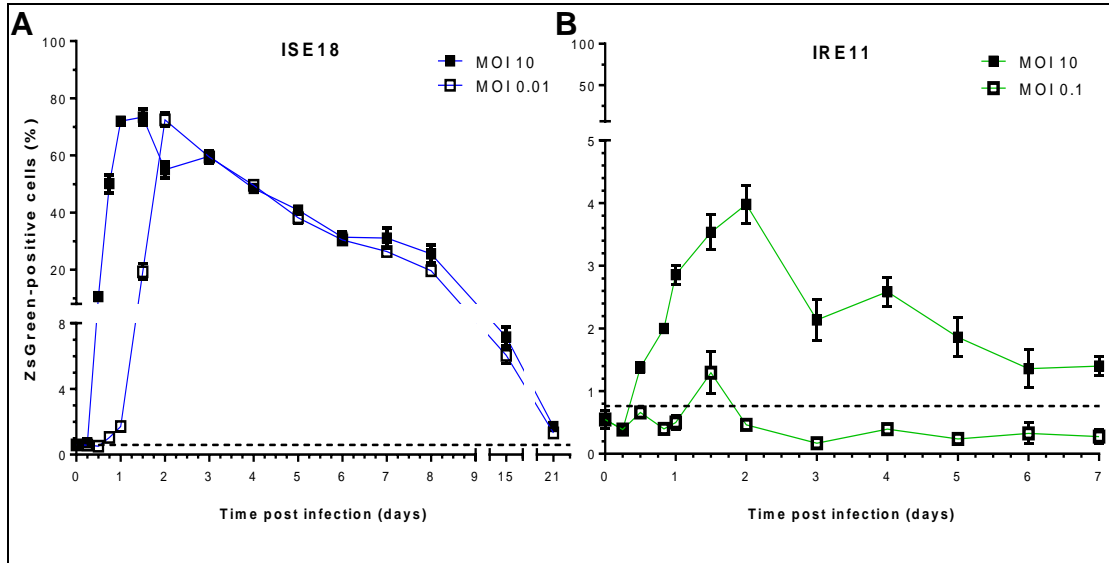 A
ISE18
MOI 10
MOI 0.01
ZsGreen-positive cells (%)
100
80
60
40
20
8
6
4
2
0
0 1 2 3 4 5 6 7 8 9 15 21
Time post infection (days)
B
IRE11
MOI 10
MOI 0.1
100
50
5
4
3
2
1
0
0 1 2 3 4 5 6 7
Time post infection (days)